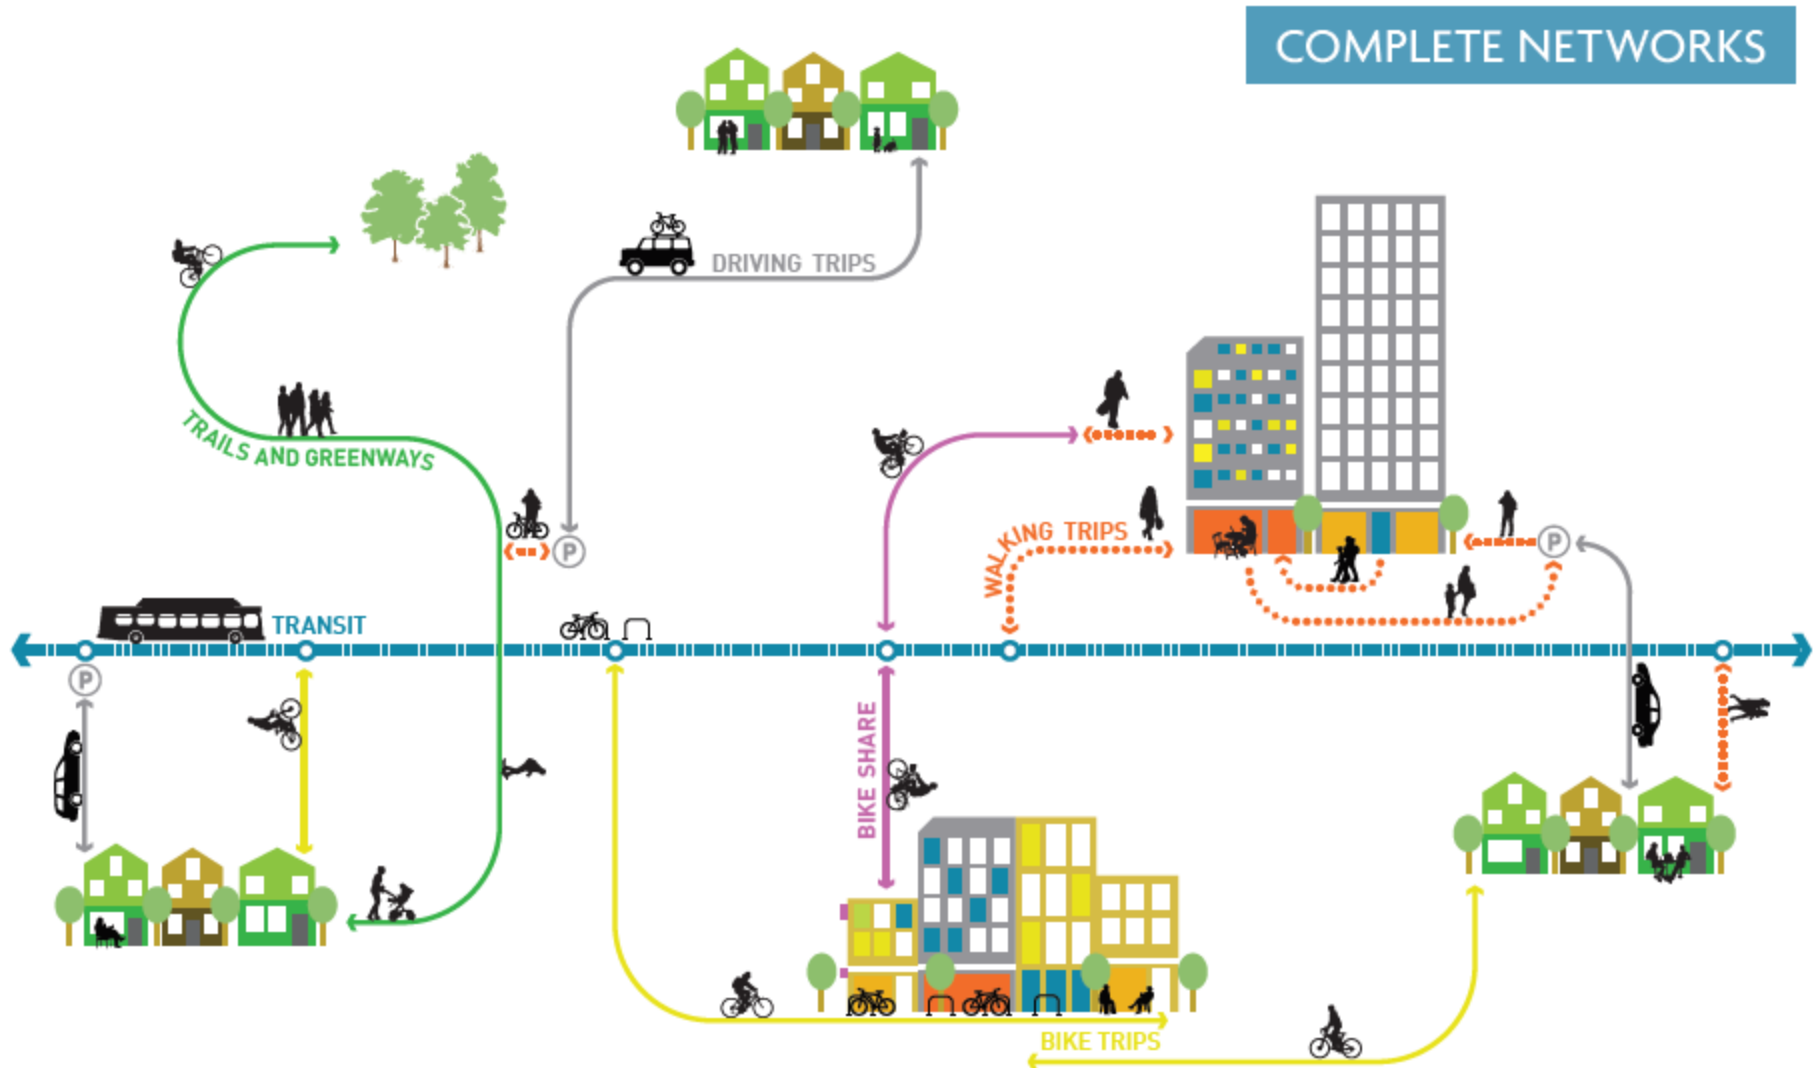 COMPLETE NETWORKS
DRIVING TRIPS
TRAILS AND GREENWAYS
WALKING TRIPS
P
P
TRANSIT
P
BIKE SHARE
BIKE TRIPS